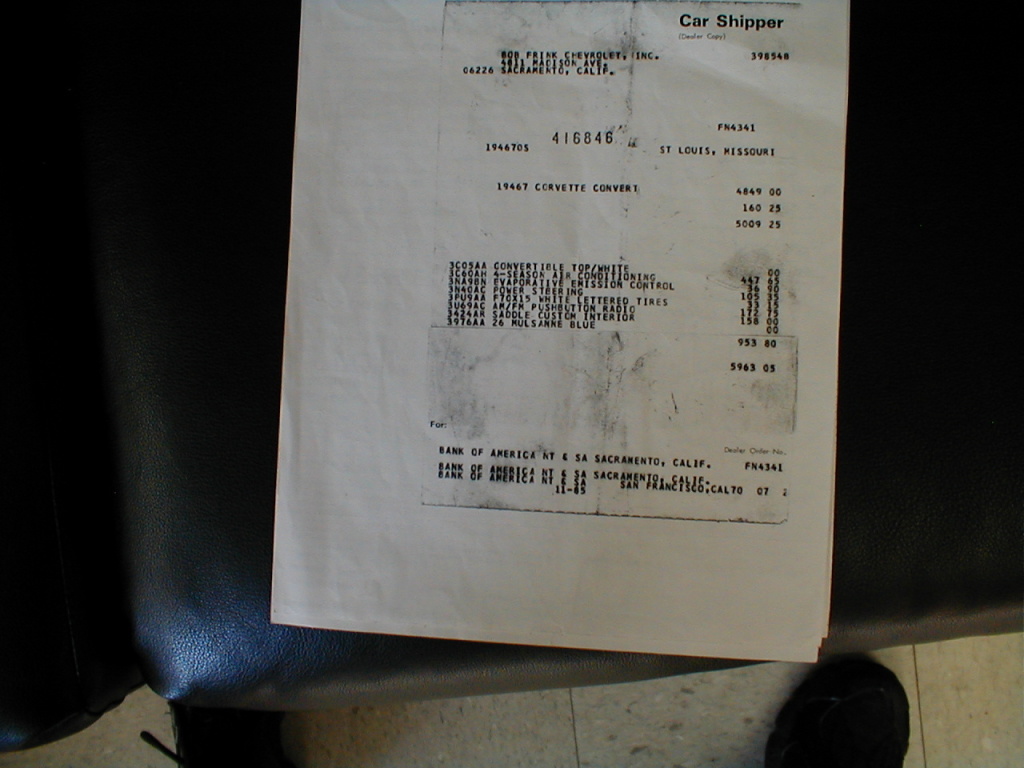 Car Shipper
(Dealer Copy)
BOB FRINK CHEVROLET, INC. 398548
4811 MADISON AVE.
06226 SACRAMENTO, CALIF.
FN4341
416846
1946705 ST LOUIS, MISSOURI
19467 CORVETTE CONVERT 4849 00
160 25
5009 25
3C05AA CONVERTIBLE TOP/WHITE 00
3C60AH 4-SEASON AIR CONDITIONING 447 65
3NA9BN EVAPORATIVE EMISSION CONTROL 36 90
3N40AC POWER STEERING 105 35
3PU9AA F70X15 WHITE LETTERED TIRES 33 15
3U69AC AM/FM PUSHBUTTON RADIO 172 75
3424AR SADDLE CUSTOM INTERIOR 158 00
3976AA 26 MULSANNE BLUE 00
953 80
5963 05
For:
Dealer Order No.
BANK OF AMERICA NT & SA SACRAMENTO, CALIF. FN4341
BANK OF AMERICA NT & SA SACRAMENTO, CALIF.
BANK OF AMERICA NT & SA SAN FRANCISCO,CAL70 07 2
11-85